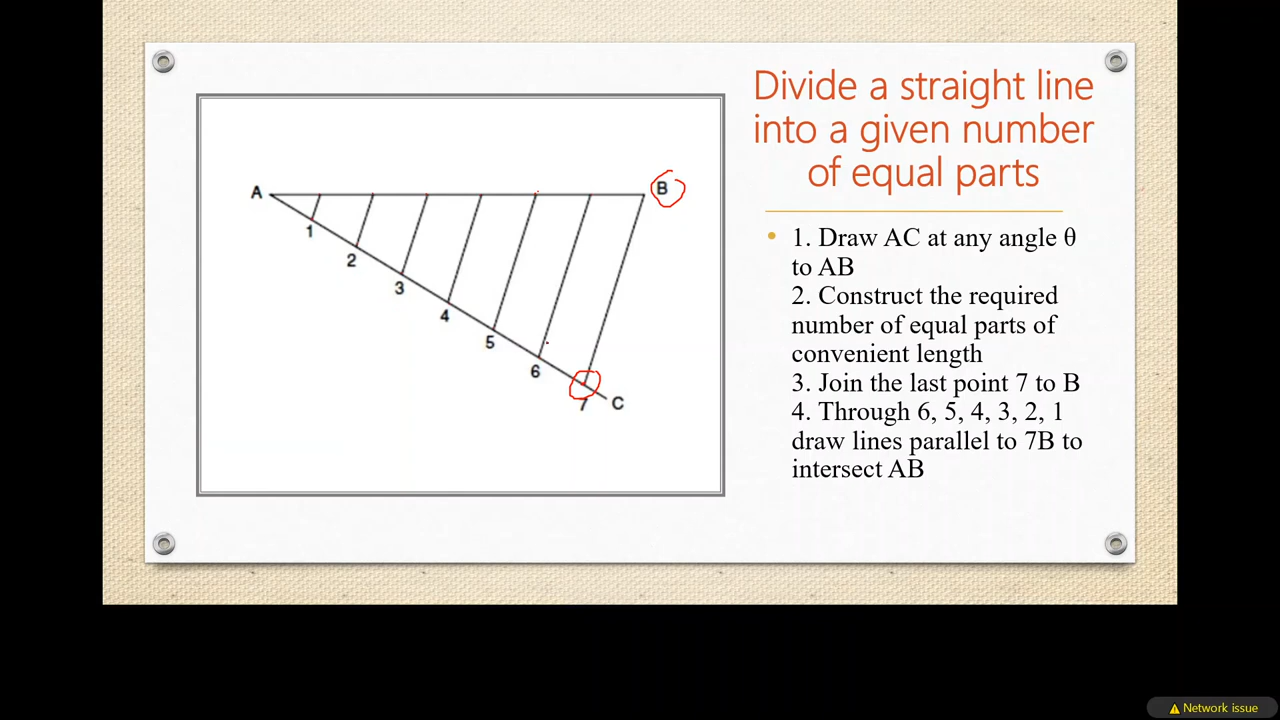 Divide a straight line
into a given number
of equal parts
A
B
1
2
3
4
5
6
7
C
• 1. Draw AC at any angle θ
to AB
2. Construct the required
number of equal parts of
convenient length
3. Join the last point 7 to B
4. Through 6, 5, 4, 3, 2, 1
draw lines parallel to 7B to
intersect AB
Network issue